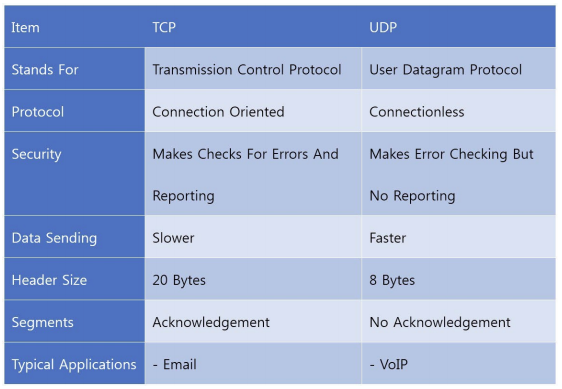 Item TCP UDP
Stands For Transmission Control Protocol User Datagram Protocol
Protocol Connection Oriented Connectionless
Security Makes Checks For Errors And Makes Error Checking But
Reporting No Reporting
Data Sending Slower Faster
Header Size 20 Bytes 8 Bytes
Segments Acknowledgement No Acknowledgement
Typical Applications - Email - VoIP